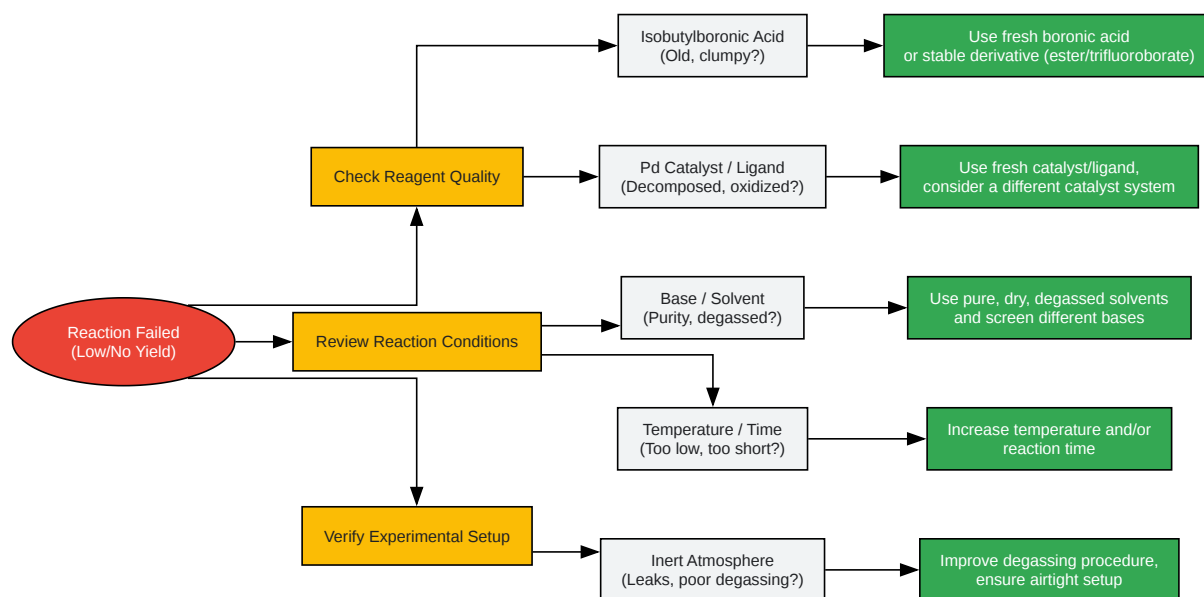 Isobutylboronic Acid
(Old, clumpy?)
Use fresh boronic acid
or stable derivative (ester/trifluoroborate)
Check Reagent Quality
Pd Catalyst / Ligand
(Decomposed, oxidized?)
Use fresh catalyst/ligand,
consider a different catalyst system
Reaction Failed
(Low/No Yield)
Review Reaction Conditions
Base / Solvent
(Purity, degassed?)
Use pure, dry, degassed solvents
and screen different bases
Temperature / Time
(Too low, too short?)
Increase temperature and/or
reaction time
Verify Experimental Setup
Inert Atmosphere
(Leaks, poor degassing?)
Improve degassing procedure,
ensure airtight setup